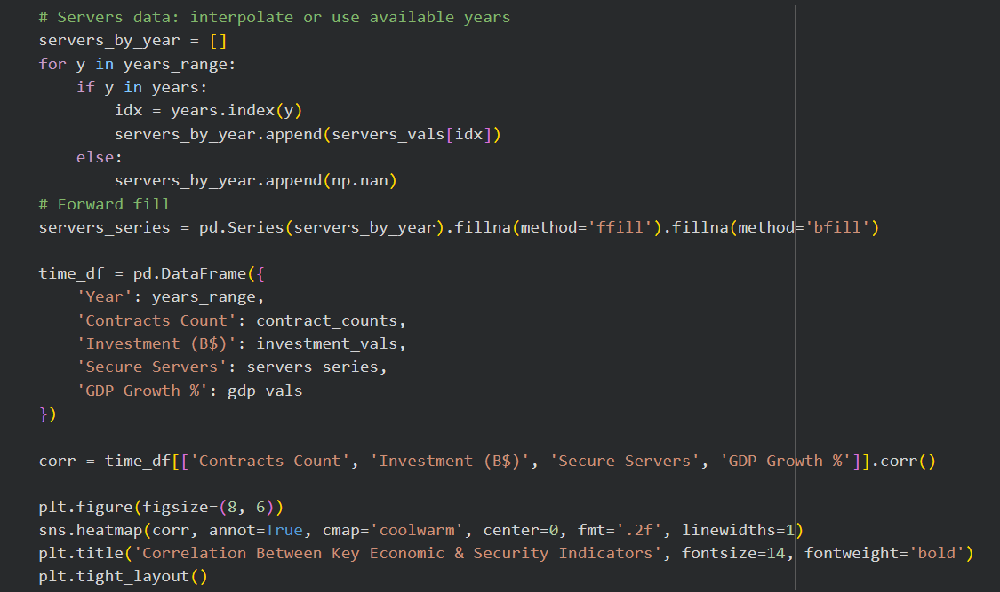 # Servers data: interpolate or use available years
servers_by_year = []
for y in years_range:
    if y in years:
        idx = years.index(y)
        servers_by_year.append(servers_vals[idx])
    else:
        servers_by_year.append(np.nan)
# Forward fill
servers_series = pd.Series(servers_by_year).fillna(method='ffill').fillna(method='bfill')

time_df = pd.DataFrame({
    'Year': years_range,
    'Contracts Count': contract_counts,
    'Investment (B$)': investment_vals,
    'Secure Servers': servers_series,
    'GDP Growth %': gdp_vals
})

corr = time_df[['Contracts Count', 'Investment (B$)', 'Secure Servers', 'GDP Growth %']].corr()

plt.figure(figsize=(8, 6))
sns.heatmap(corr, annot=True, cmap='coolwarm', center=0, fmt='.2f', linewidths=1)
plt.title('Correlation Between Key Economic & Security Indicators', fontsize=14, fontweight='bold')
plt.tight_layout()